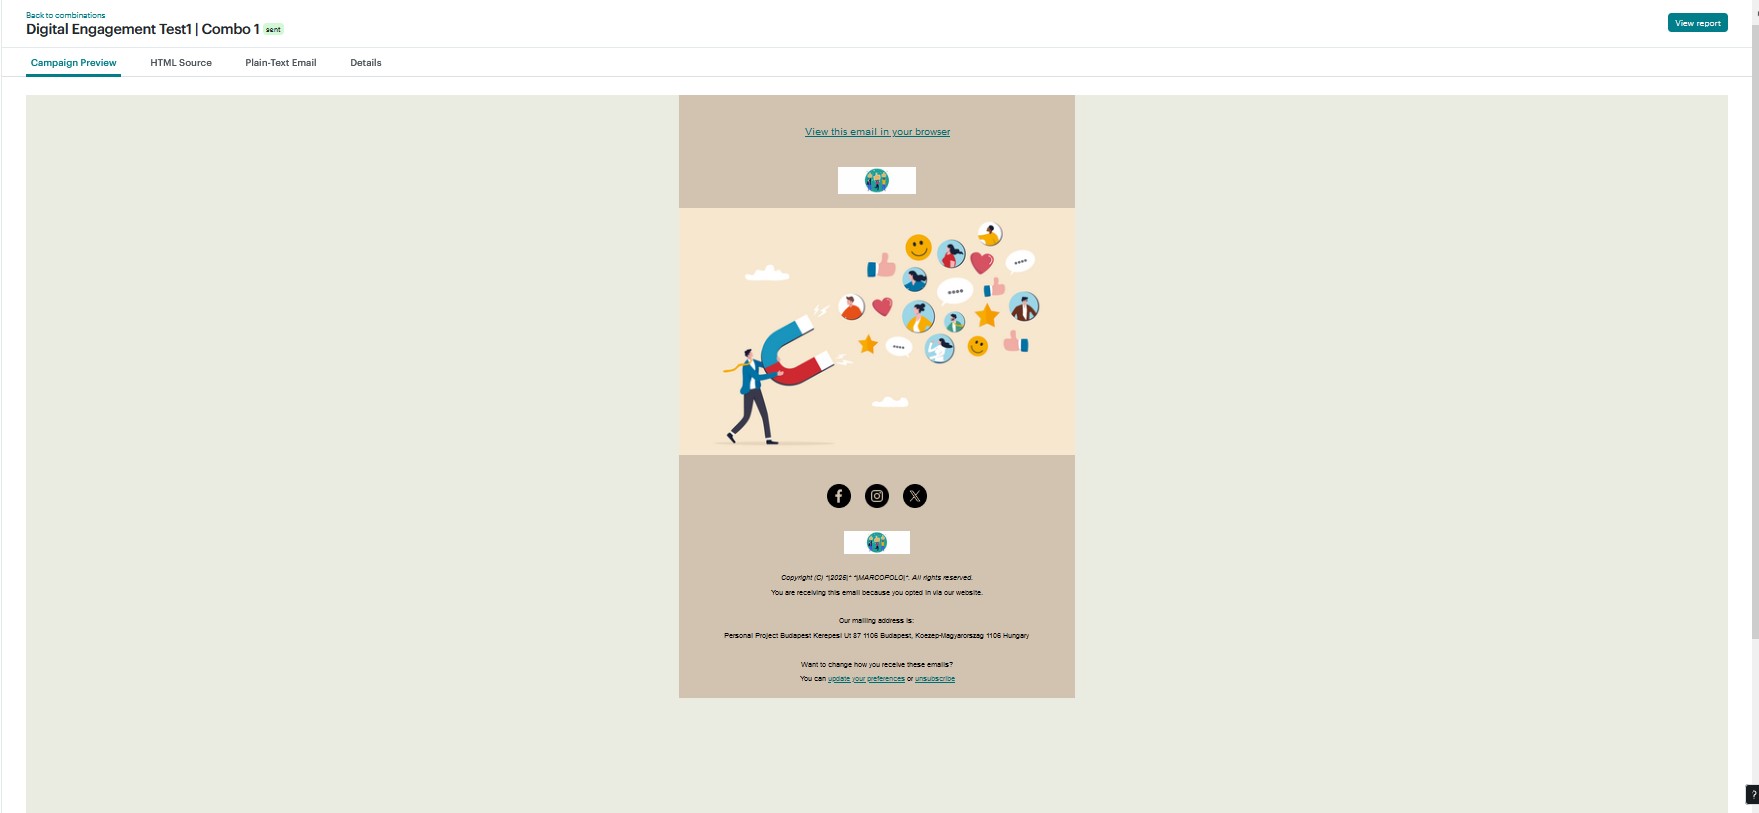 Back to combinations
Digital Engagement Test1 | Combo 1 sent
View report
Campaign Preview HTML Source Plain-Text Email Details
View this email in your browser
Copyright (C) *|2025|* *|MARCOPOLO|*. All rights reserved.
You are receiving this email because you opted in via our website.
Our mailing address is:
Personal Project Budapest Kerepesi Ut 87 1106 Budapest, Koezep-Magyarorszag 1106 Hungary
Want to change how you receive these emails?
You can update your preferences or unsubscribe
?